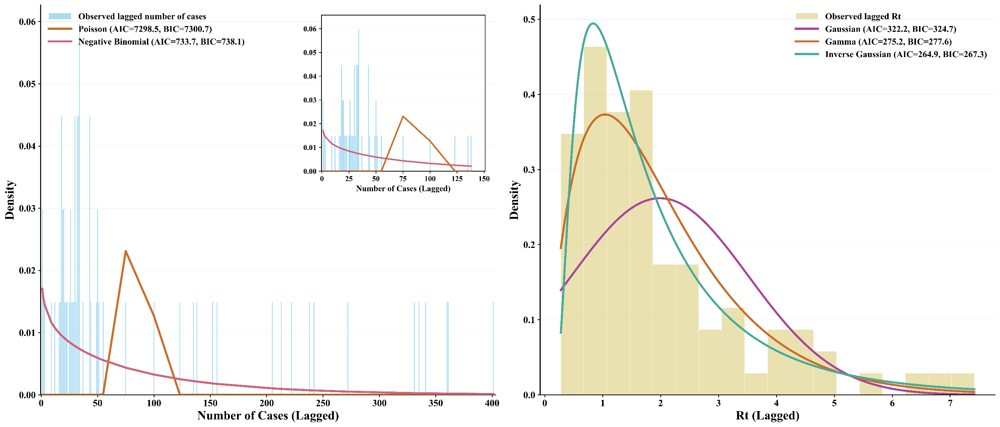 Observed lagged number of cases
Poisson (AIC=7298.5, BIC=7300.7)
Negative Binomial (AIC=733.7, BIC=738.1)
0.06
0.05
0.04
0.03
0.02
0.01
0.00
Density
0 50 100 150 200 250 300 350 400
Number of Cases (Lagged)
0.06
0.05
0.04
0.03
0.02
0.01
0.00
0 25 50 75 100 125 150
Number of Cases (Lagged)
Observed lagged Rt
Gaussian (AIC=322.2, BIC=324.7)
Gamma (AIC=275.2, BIC=277.6)
Inverse Gaussian (AIC=264.9, BIC=267.3)
0.5
0.4
0.3
0.2
0.1
0.0
Density
0 1 2 3 4 5 6 7
Rt (Lagged)